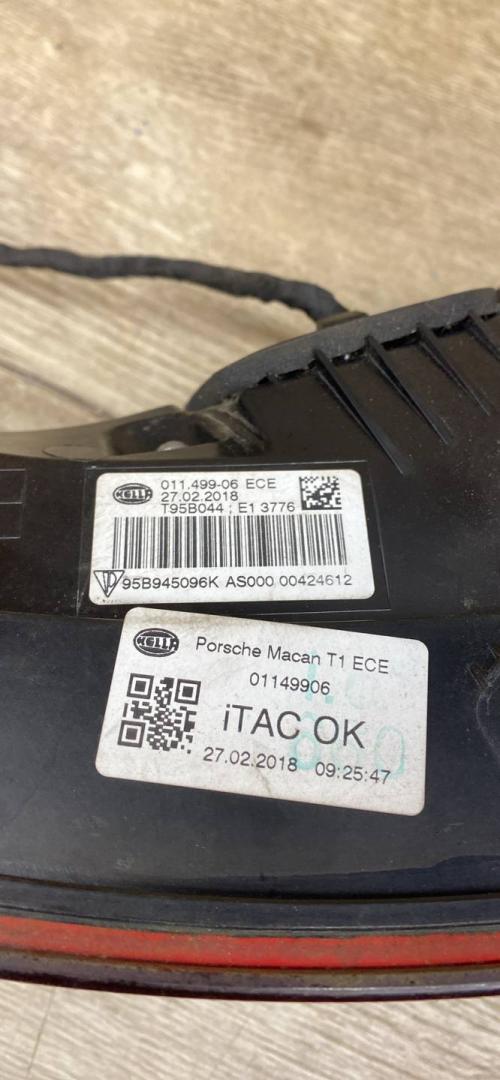 HELLA
011.499-06 ECE
27.02.2018
T95B044 ; E1 3776
95B945096K AS000 00424612
HELLA
Porsche Macan T1 ECE
01149906
iTAC OK
27.02.2018 09:25:47